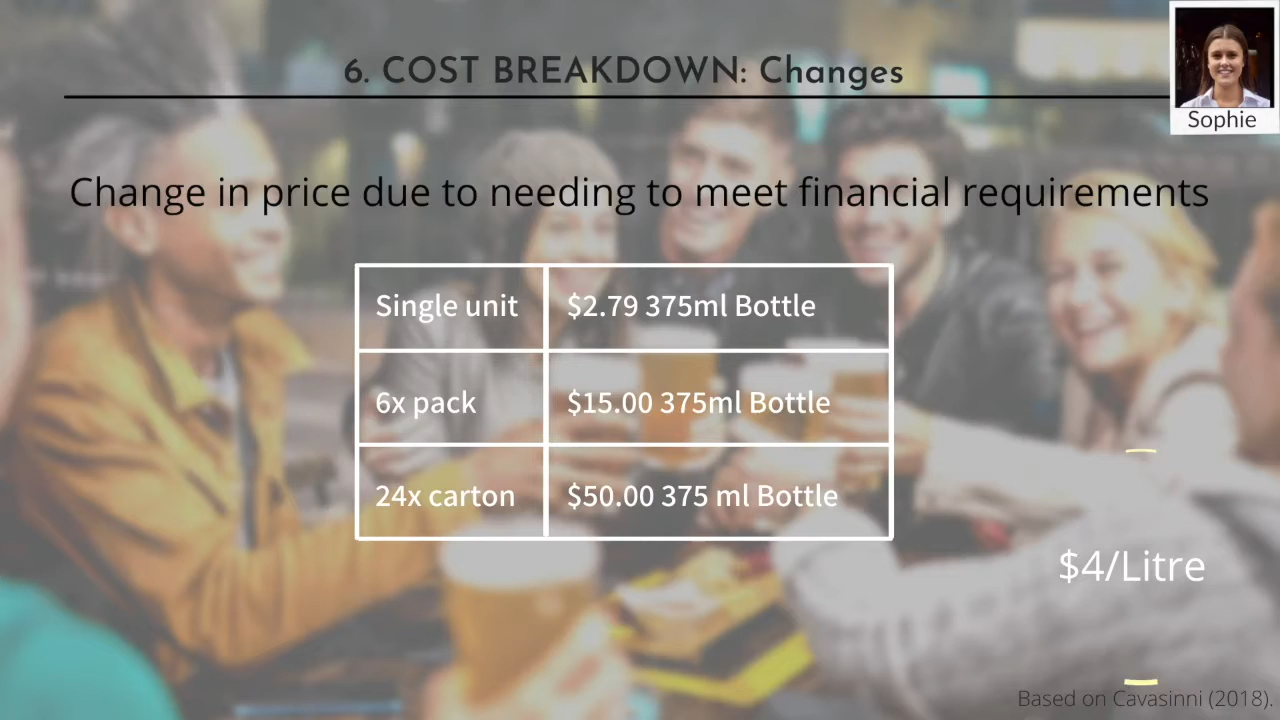 6. COST BREAKDOWN: Changes
Sophie
Change in price due to needing to meet financial requirements
Single unit $2.79 375ml Bottle
6x pack $15.00 375ml Bottle
24x carton $50.00 375 ml Bottle
$4/Litre
Based on Cavasinni (2018).